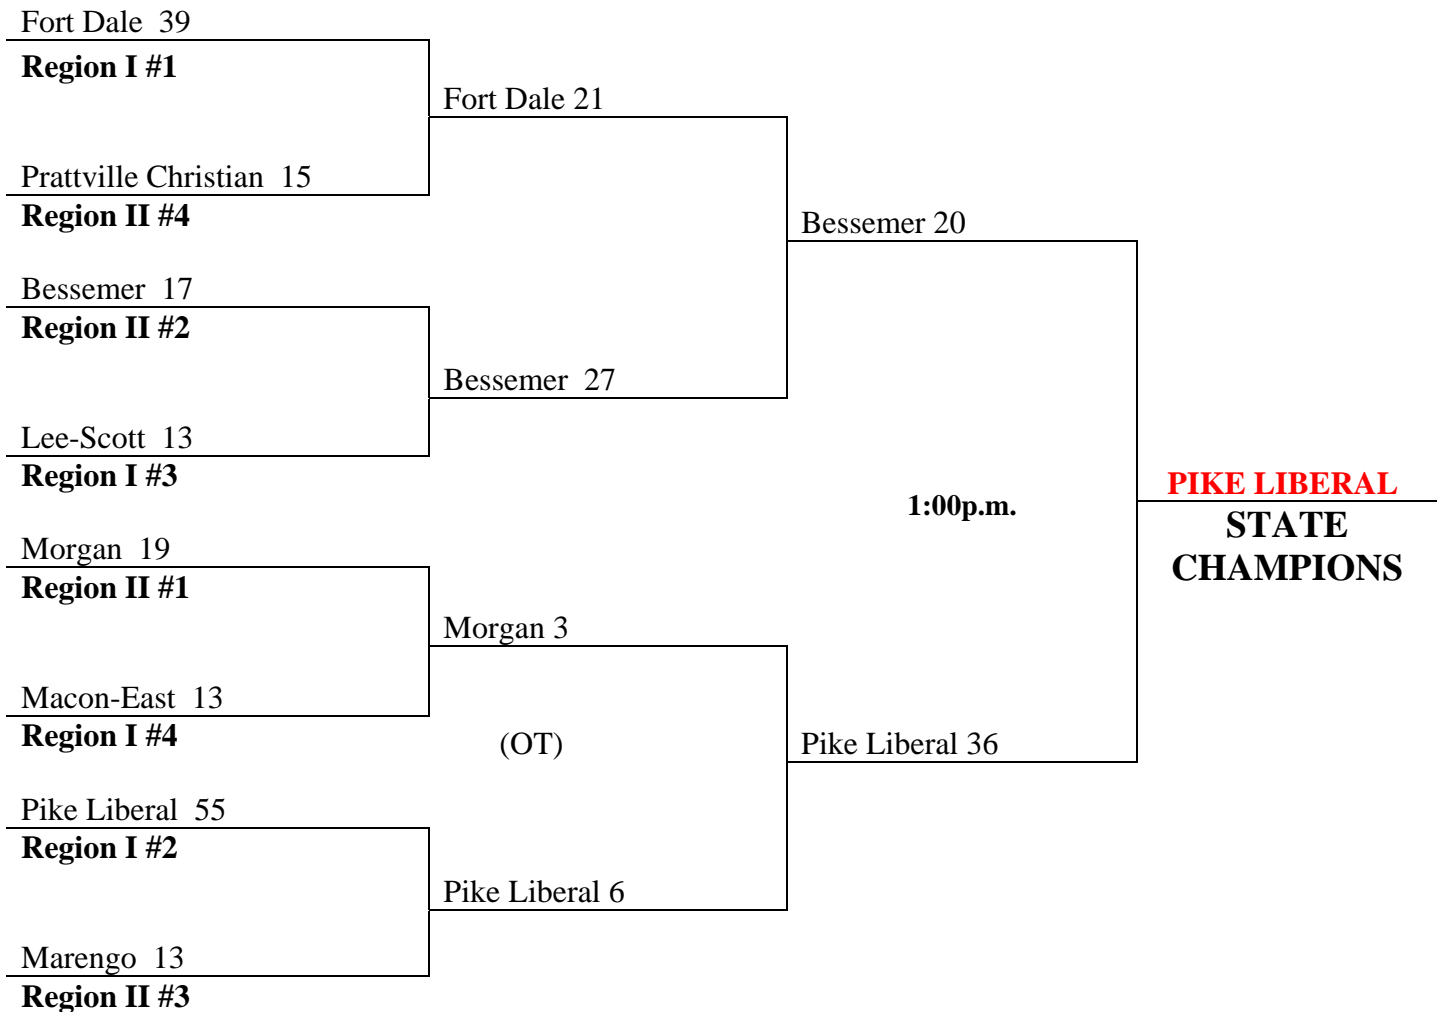 Fort Dale 39
Region I #1
Fort Dale 21
Prattville Christian 15
Region II #4
Bessemer 20
Bessemer 17
Region II #2
Bessemer 27
Lee-Scott 13
Region I #3
PIKE LIBERAL
1:00p.m.
STATE
CHAMPIONS
Morgan 19
Region II #1
Morgan 3
Macon-East 13
Region I #4
(OT)
Pike Liberal 36
Pike Liberal 55
Region I #2
Pike Liberal 6
Marengo 13
Region II #3